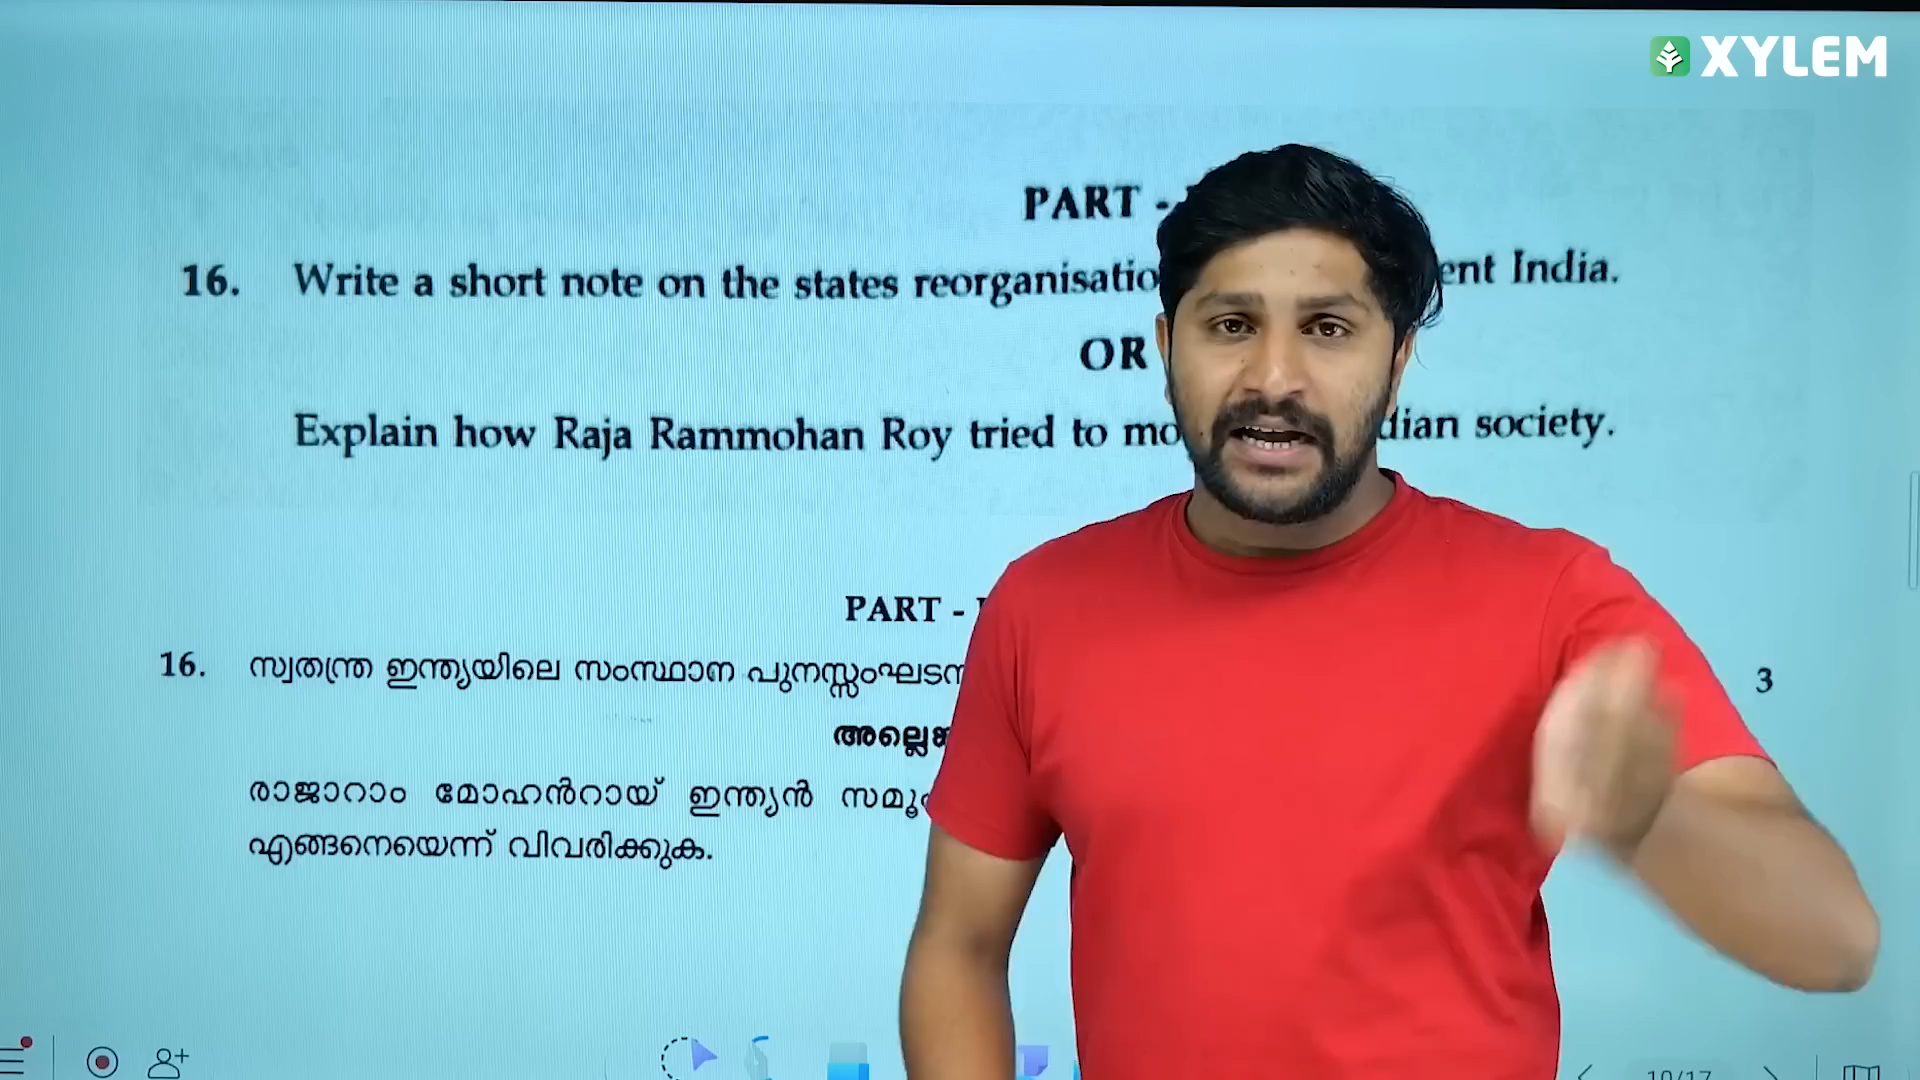 XYLEM
PART -
16. Write a short note on the states reorganisatio ent India.
OR
Explain how Raja Rammohan Roy tried to mo dian society.
PART -
16. സ്വതന്ത്ര ഇന്ത്യയിലെ സംസ്ഥാന പുനസ്സംഘടന 3
അല്ലെങ്ക
രാജാറാം മോഹൻറായ് ഇന്ത്യൻ സമൂഹ
എങ്ങനെയെന്ന് വിവരിക്കുക.
10/17